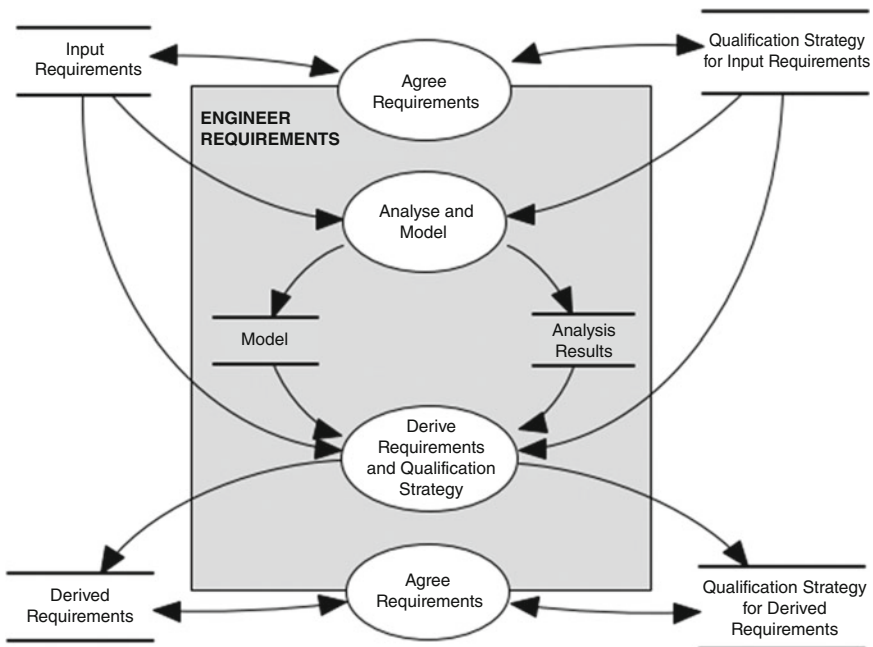 Input
Requirements
Agree
Requirements
Qualification Strategy
for Input Requirements
ENGINEER
REQUIREMENTS
Analyse and
Model
Model
Analysis
Results
Derive
Requirements
and Qualification
Strategy
Derived
Requirements
Agree
Requirements
Qualification Strategy
for Derived
Requirements